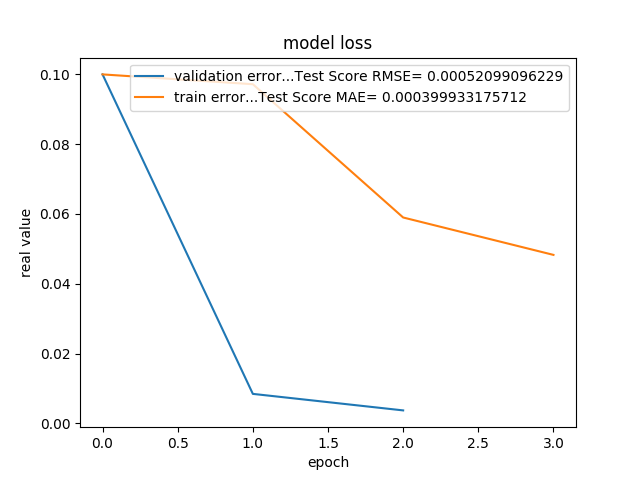 model loss
validation error...Test Score RMSE= 0.00052099096229
train error...Test Score MAE= 0.000399933175712
0.10
0.08
0.06
0.04
0.02
0.00
real value
0.0 0.5 1.0 1.5 2.0 2.5 3.0
epoch